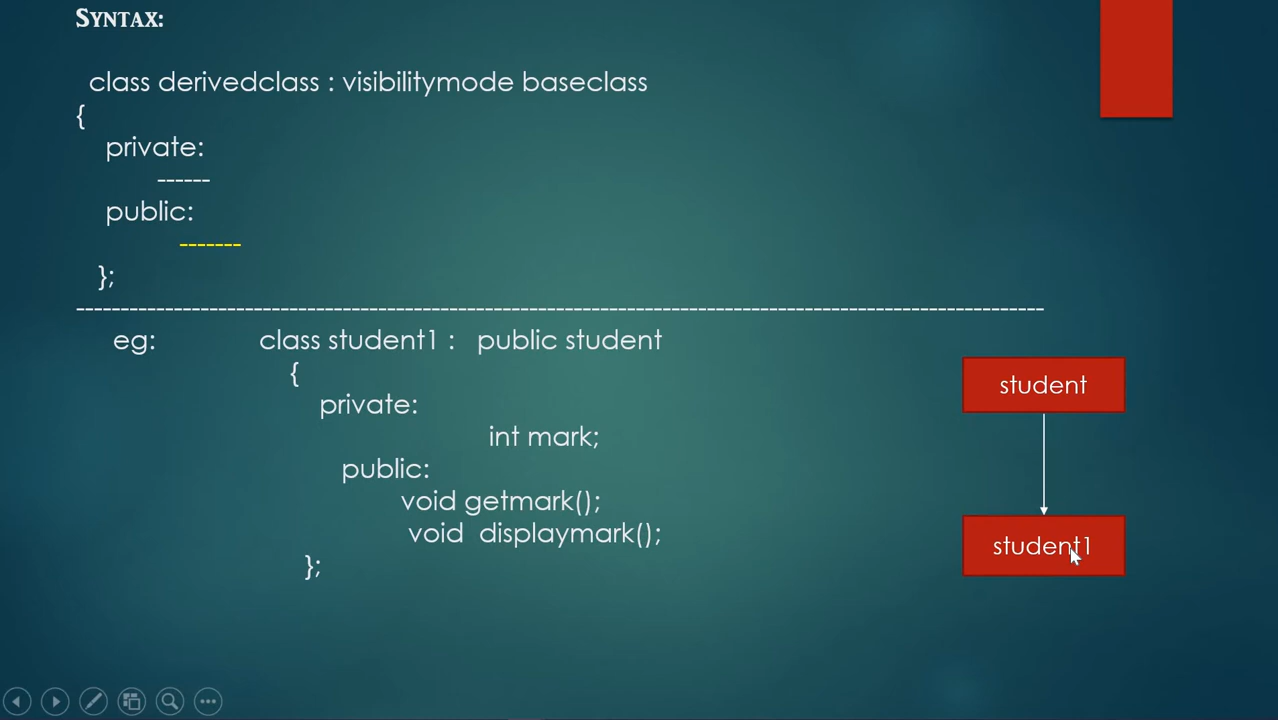 SYNTAX:
class derivedclass : visibilitymode baseclass
{
private:
------
public:
-------
};
-----------------------------------------------------------------------------------------------
eg: class student1 : public student
{
private:
int mark;
public:
void getmark();
void displaymark();
};
student
student1